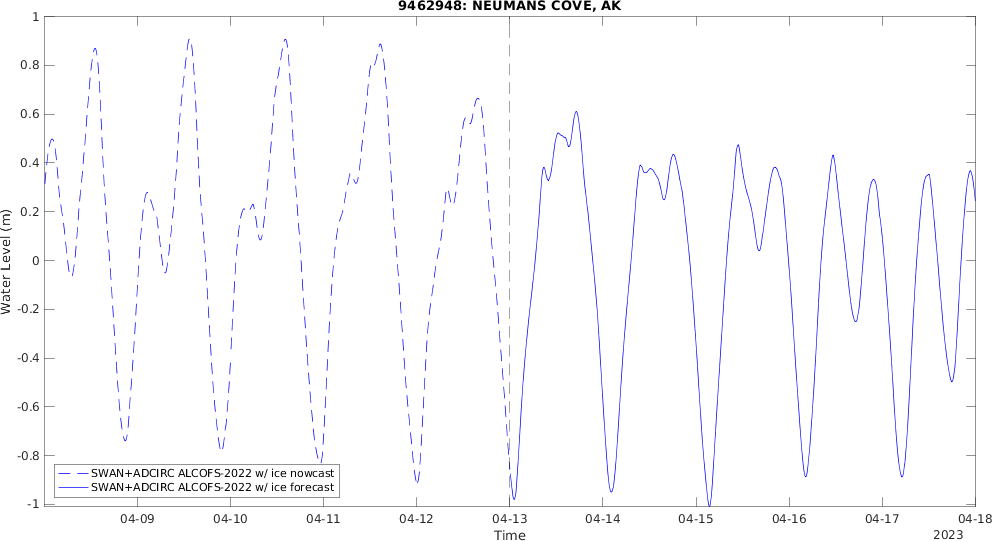 9462948: NEUMANS COVE, AK
1
0.8
0.6
0.4
0.2
0
-0.2
-0.4
-0.6
-0.8
-1
Water Level (m)
SWAN+ADCIRC ALCOFS-2022 w/ ice nowcast
SWAN+ADCIRC ALCOFS-2022 w/ ice forecast
04-09 04-10 04-11 04-12 04-13 04-14 04-15 04-16 04-17 04-18
Time
2023